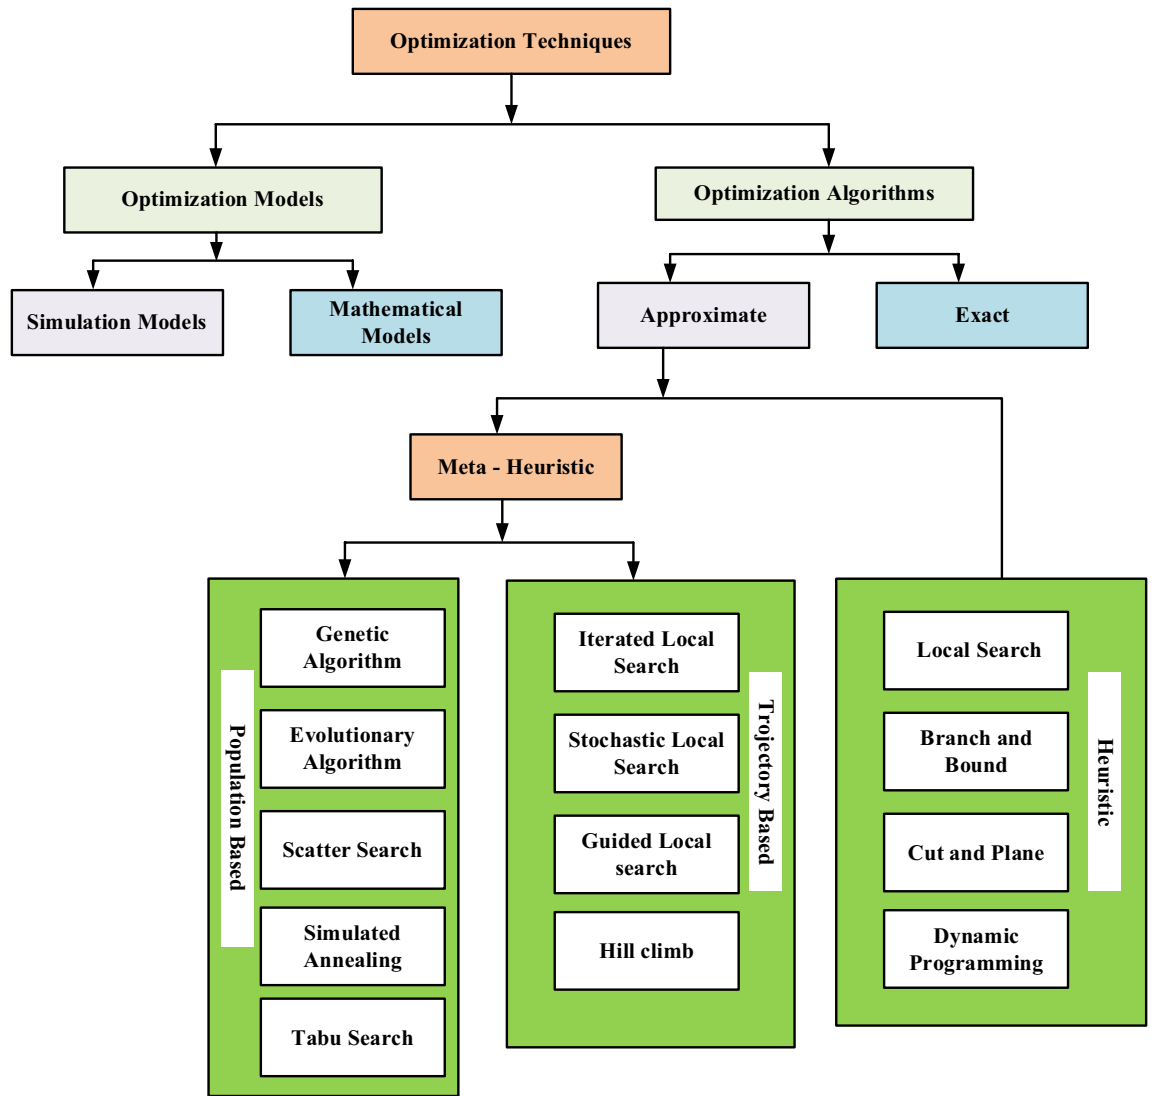 Optimization Techniques
Optimization Models
Optimization Algorithms
Simulation Models
Mathematical
Models
Approximate
Exact
Meta - Heuristic
Population Based
Genetic
Algorithm
Evolutionary
Algorithm
Scatter Search
Simulated
Annealing
Tabu Search
Iterated Local
Search
Stochastic Local
Search
Guided Local
search
Hill climb
Trojectory Based
Local Search
Branch and
Bound
Cut and Plane
Dynamic
Programming
Heuristic